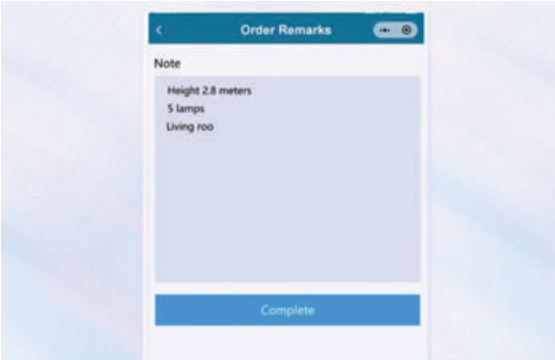 Order Remarks
Note
Height 2.8 meters
5 lamps
Living roo
Complete